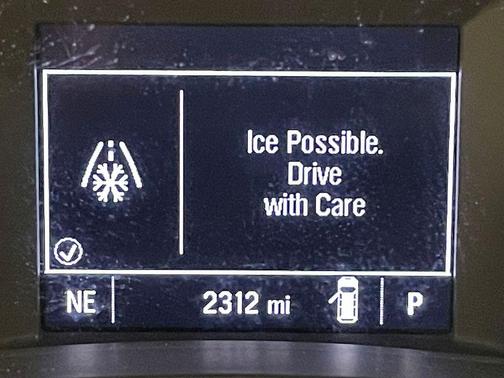 Ice Possible.
Drive
with Care
NE 2312 mi P